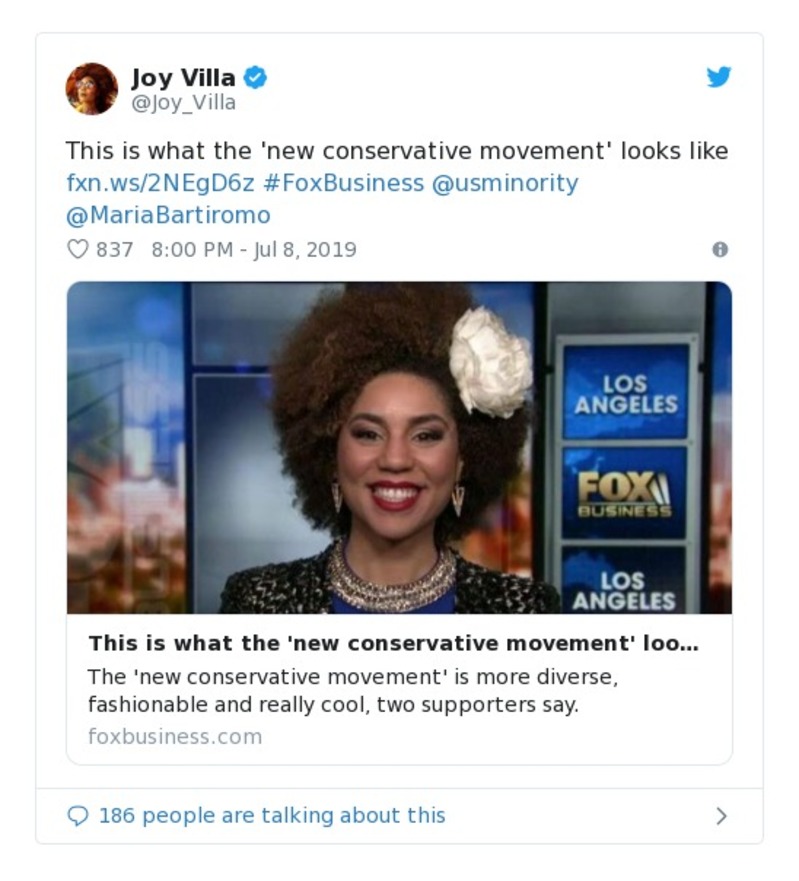 Joy Villa
@Joy_Villa
This is what the 'new conservative movement' looks like
fxn.ws/2NEgD6z #FoxBusiness @usminority
@MariaBartiromo
837 8:00 PM - Jul 8, 2019
LOS
ANGELES
FOX
BUSINESS
LOS
ANGELES
This is what the 'new conservative movement' loo...
The 'new conservative movement' is more diverse,
fashionable and really cool, two supporters say.
foxbusiness.com
186 people are talking about this